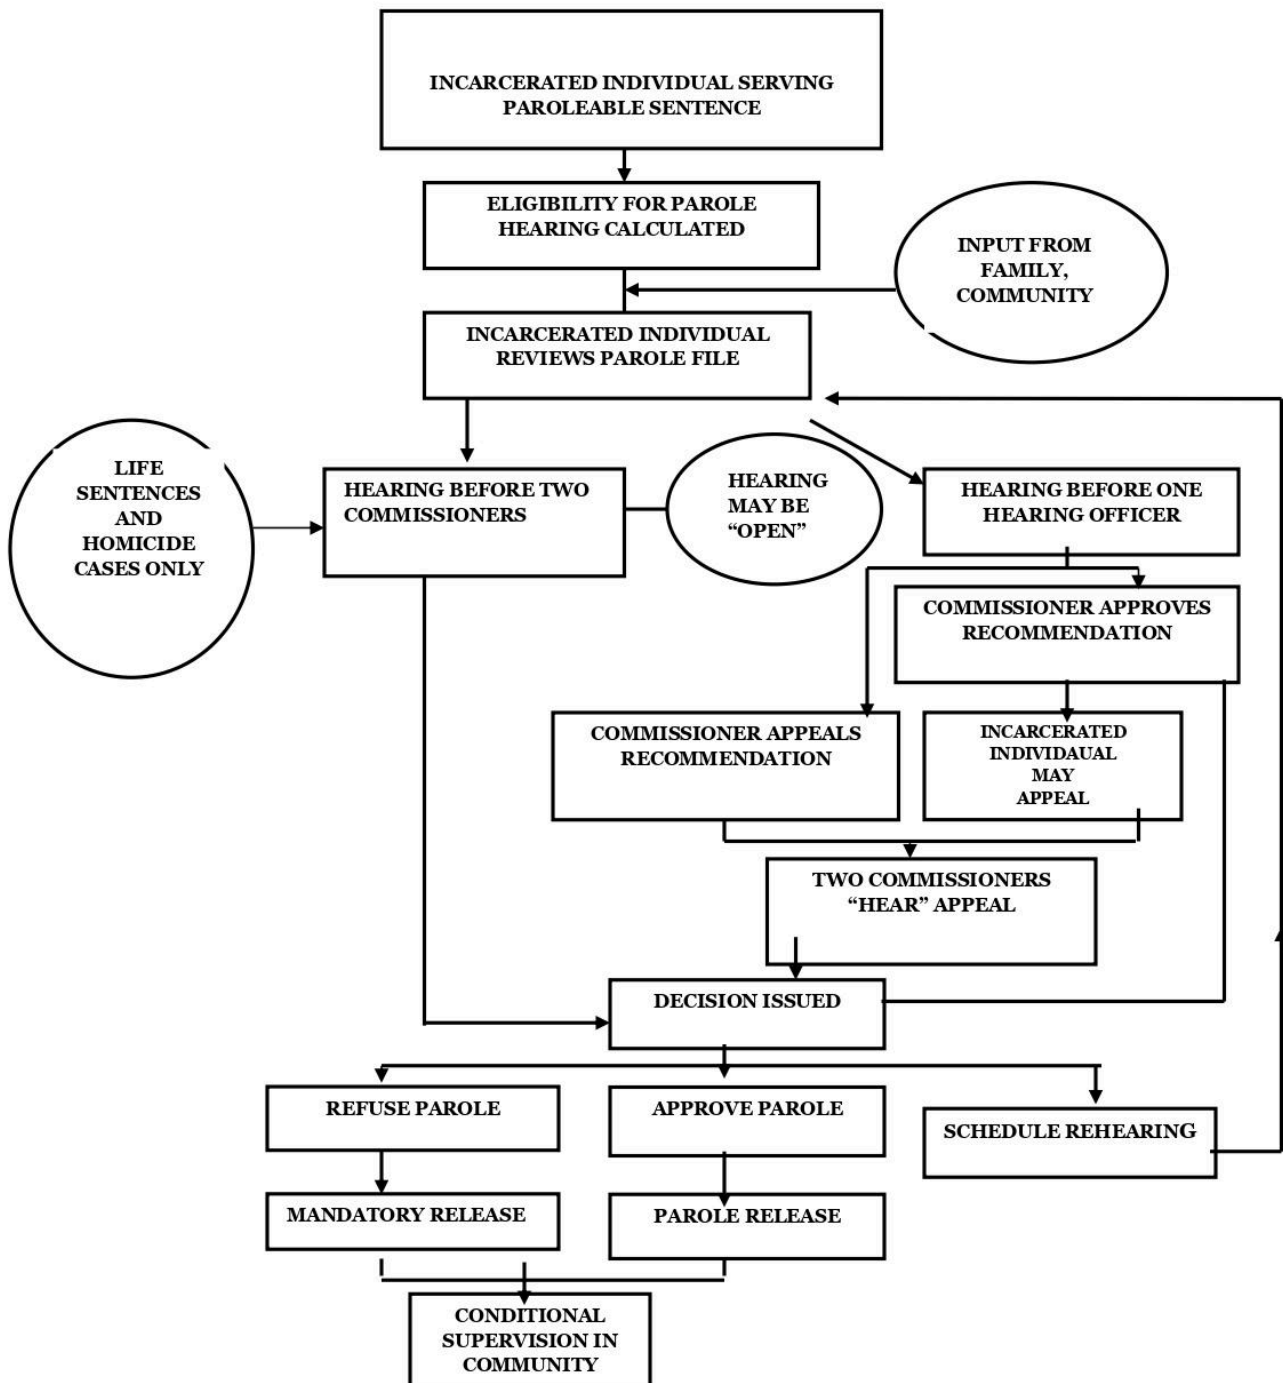 INCARCERATED INDIVIDUAL SERVING
PAROLEABLE SENTENCE
ELIGIBILITY FOR PAROLE
HEARING CALCULATED
INPUT FROM
FAMILY,
COMMUNITY
INCARCERATED INDIVIDUAL
REVIEWS PAROLE FILE
LIFE
SENTENCES
AND
HOMICIDE
CASES ONLY
HEARING BEFORE TWO
COMMISSIONERS
HEARING
MAY BE
“OPEN”
HEARING BEFORE ONE
HEARING OFFICER
COMMISSIONER APPROVES
RECOMMENDATION
COMMISSIONER APPEALS
RECOMMENDATION
INCARCERATED
INDIVIDAUAL
MAY
APPEAL
TWO COMMISSIONERS
“HEAR” APPEAL
DECISION ISSUED
REFUSE PAROLE
APPROVE PAROLE
SCHEDULE REHEARING
MANDATORY RELEASE
PAROLE RELEASE
CONDITIONAL
SUPERVISION IN
COMMUNITY